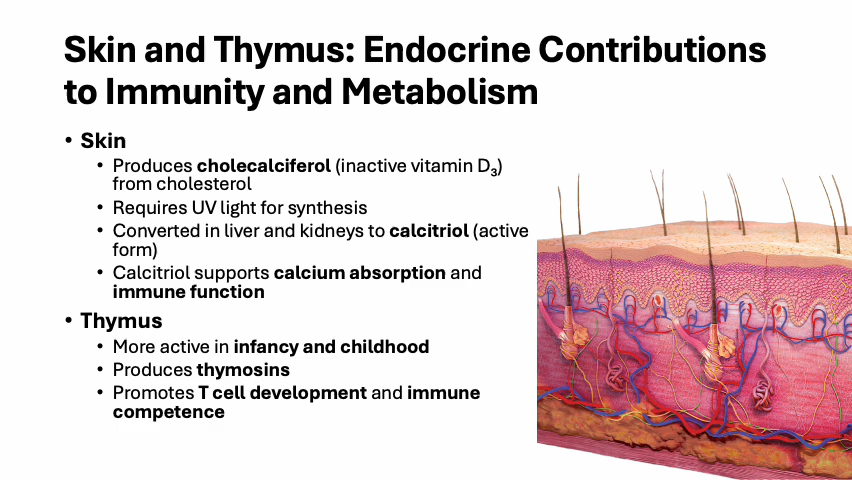 Skin and Thymus: Endocrine Contributions
to Immunity and Metabolism
• Skin
• Produces cholecalciferol (inactive vitamin D₃)
from cholesterol
• Requires UV light for synthesis
• Converted in liver and kidneys to calcitriol (active
form)
• Calcitriol supports calcium absorption and
immune function
• Thymus
• More active in infancy and childhood
• Produces thymosins
• Promotes T cell development and immune
competence